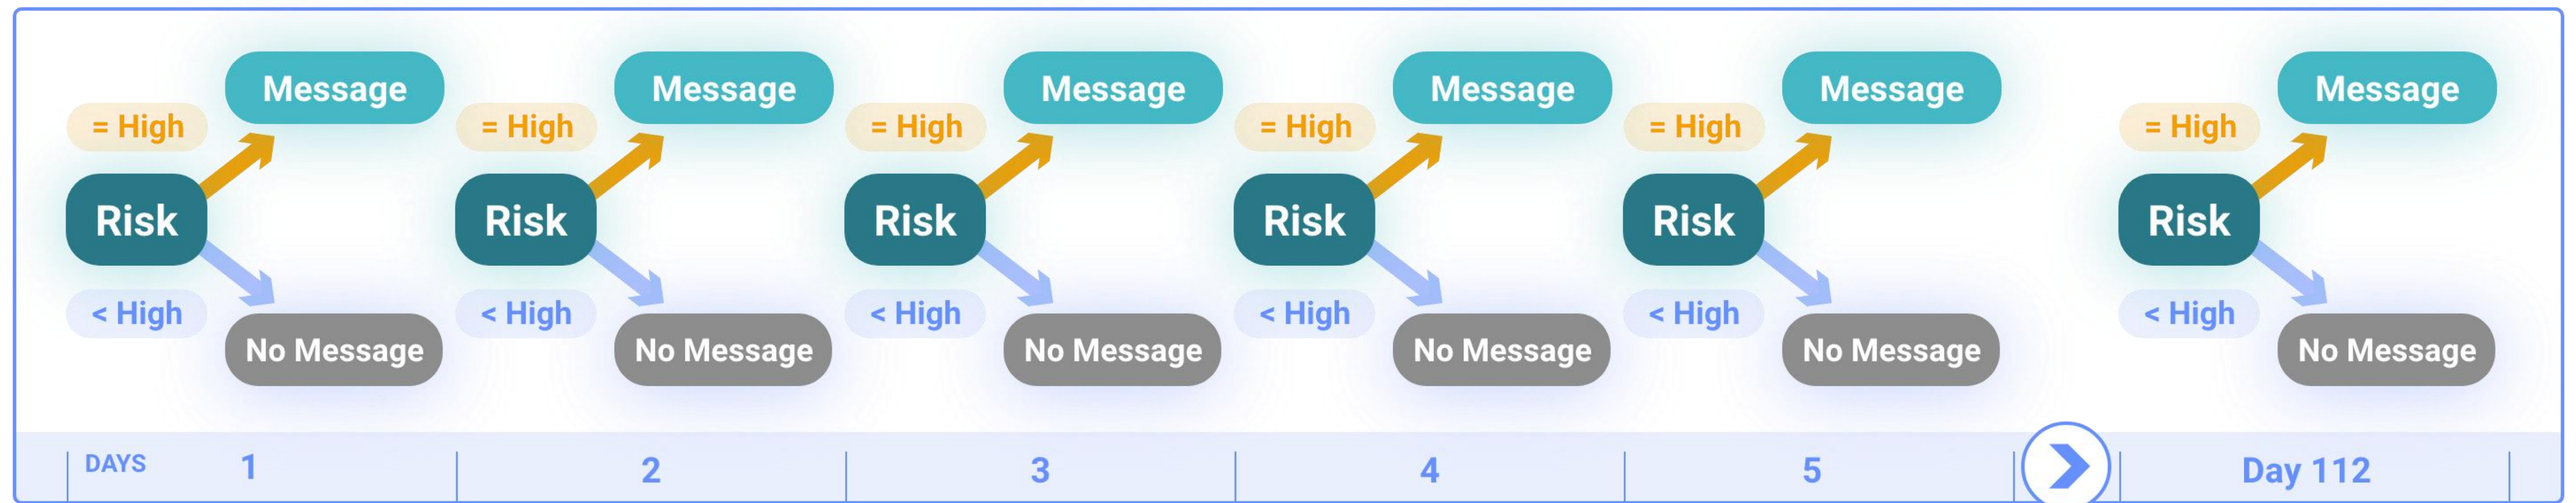 Message
= High
Risk
< High
No Message
Message
= High
Risk
< High
No Message
Message
= High
Risk
< High
No Message
Message
= High
Risk
< High
No Message
Message
= High
Risk
< High
No Message
Message
= High
Risk
< High
No Message
DAYS 1 2 3 4 5 Day 112